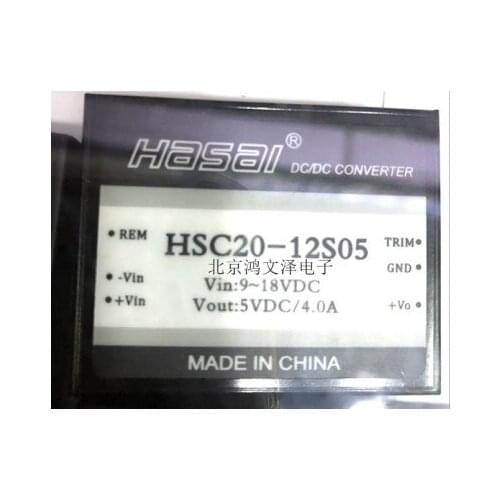 Hasai®
DC/DC CONVERTER
REM
HSC20-12S05
TRIM
北京鸿文泽电子
GND
-Vin
Vin:9~18VDC
+Vin
Vout:5VDC/4.0A
+Vo
MADE IN CHINA